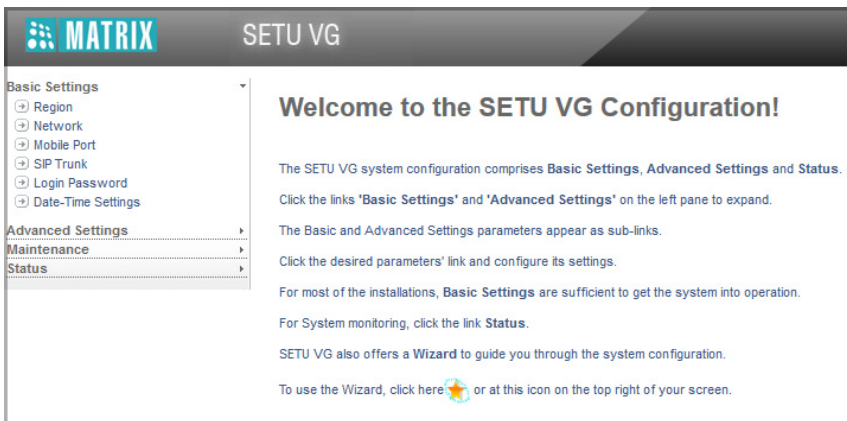 MATRIX SETU VG
Basic Settings
Region
Network
Mobile Port
SIP Trunk
Login Password
Date-Time Settings
Advanced Settings
Maintenance
Status
Welcome to the SETU VG Configuration!
The SETU VG system configuration comprises Basic Settings, Advanced Settings and Status.
Click the links 'Basic Settings' and 'Advanced Settings' on the left pane to expand.
The Basic and Advanced Settings parameters appear as sub-links.
Click the desired parameters' link and configure its settings.
For most of the installations, Basic Settings are sufficient to get the system into operation.
For System monitoring, click the link Status.
SETU VG also offers a Wizard to guide you through the system configuration.
To use the Wizard, click here or at this icon on the top right of your screen.